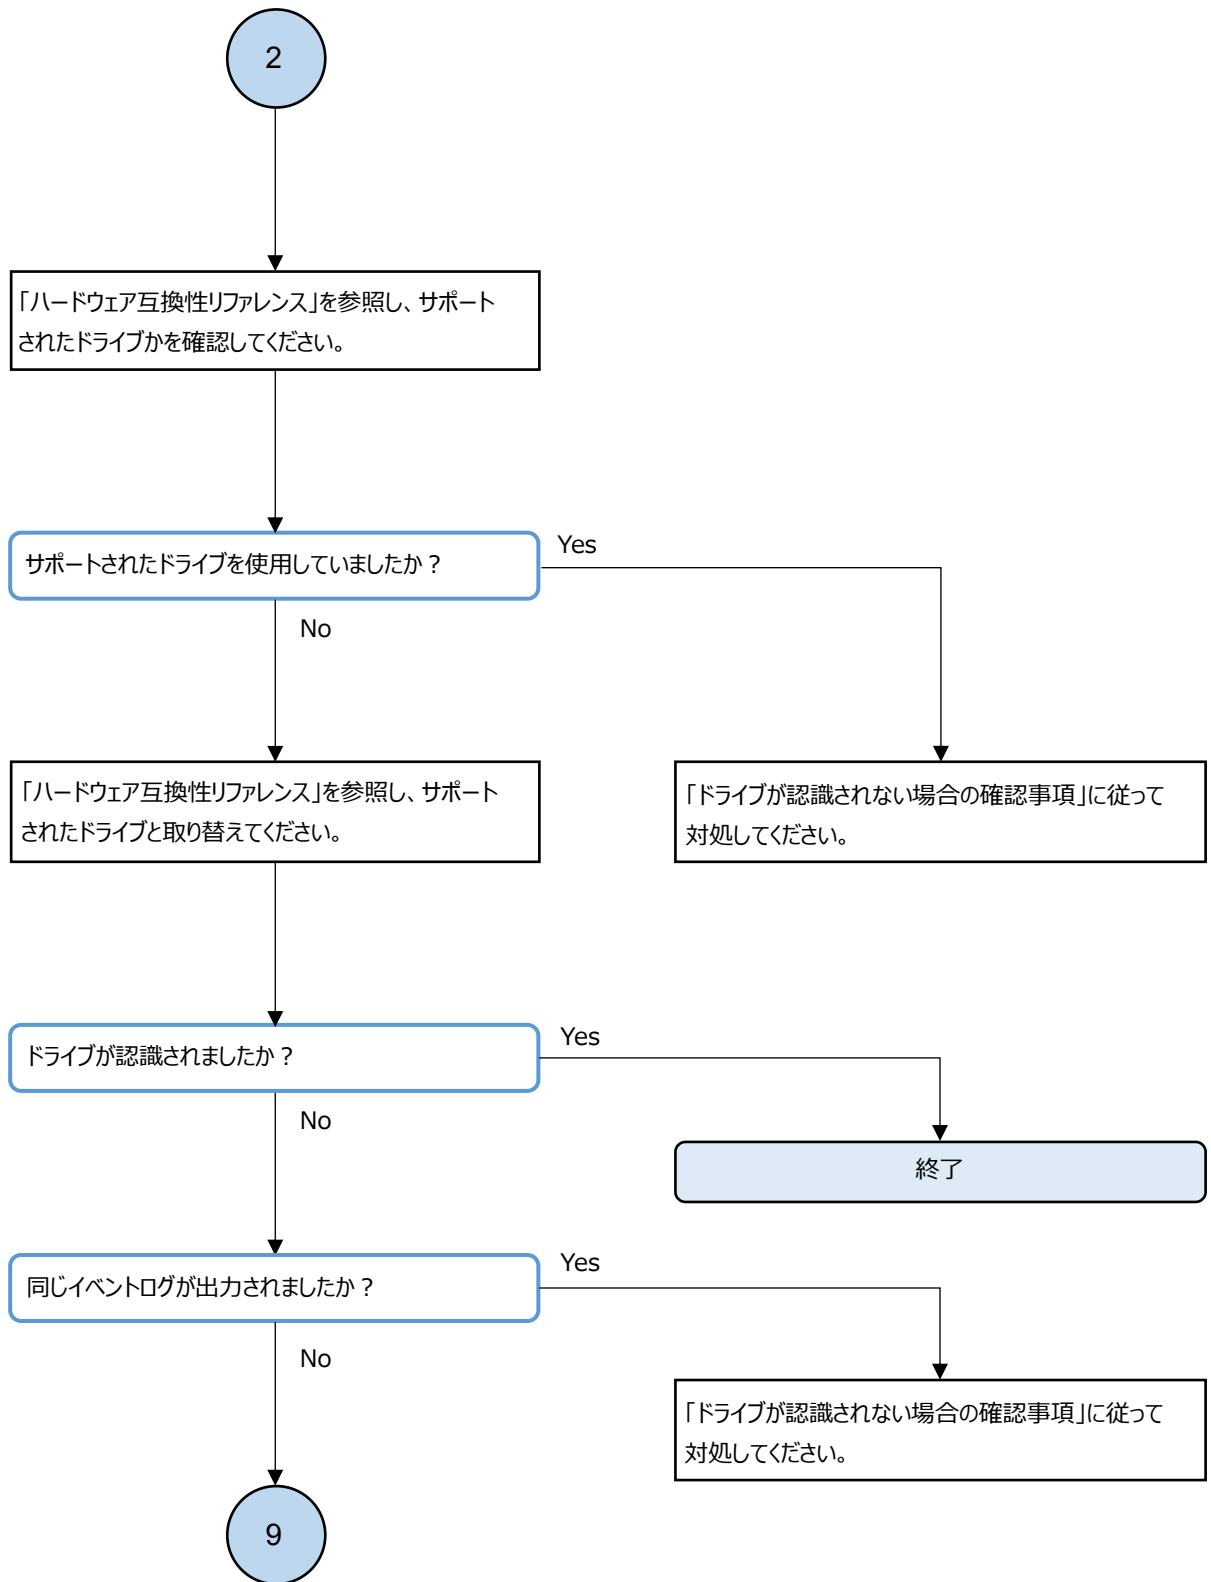 2
「ハードウェア互換性リファレンス」を参照し、サポート
されたドライブかを確認してください。
サポートされたドライブを使用していましたか？
Yes
No
「ハードウェア互換性リファレンス」を参照し、サポート
されたドライブと取り替えてください。
「ドライブが認識されない場合の確認事項」に従って
対処してください。
ドライブが認識されましたか？
Yes
No
終了
同じイベントログが出力されましたか？
Yes
No
「ドライブが認識されない場合の確認事項」に従って
対処してください。
9